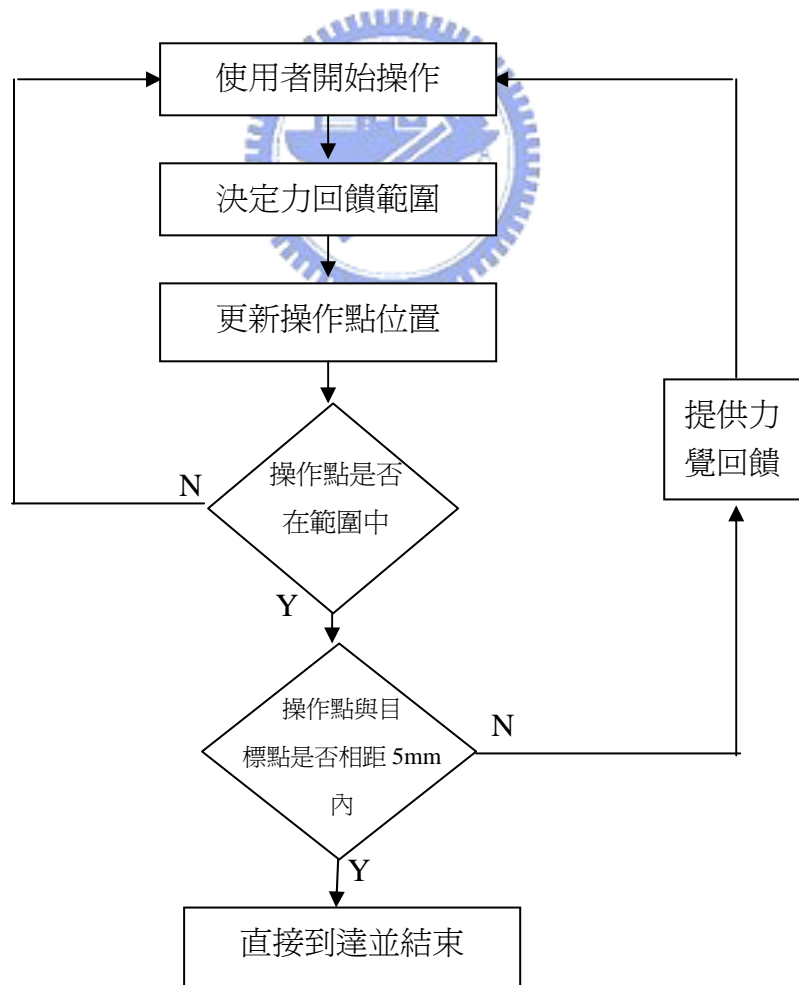 使用者開始操作
決定力回饋範圍
更新操作點位置
提供力
覺回饋
N
操作點是否
在範圍中
Y
操作點與目
標點是否相距 5mm
內
N
Y
直接到達並結束